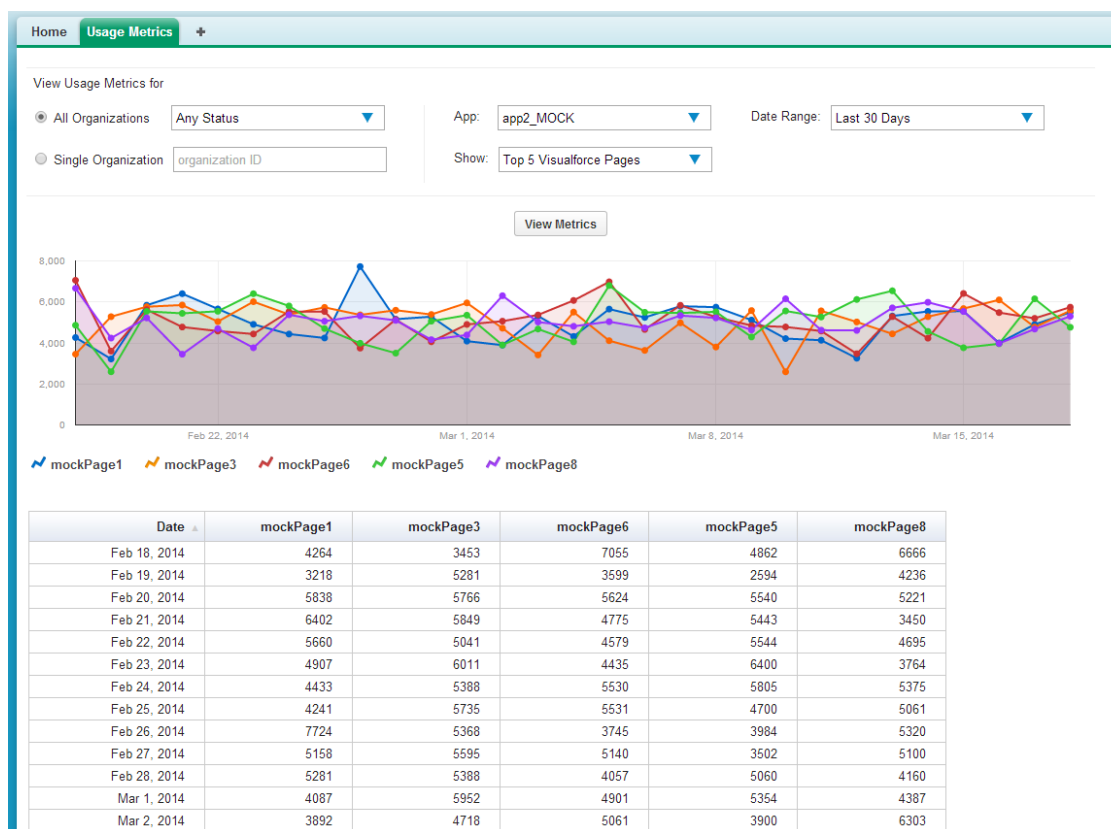 Home Usage Metrics +
View Usage Metrics for
All Organizations Any Status App: app2_MOCK Date Range: Last 30 Days
Single Organization organization ID Show: Top 5 Visualforce Pages
View Metrics
8,000
6,000
4,000
2,000
0
Feb 22, 2014 Mar 1, 2014 Mar 8, 2014 Mar 15, 2014
mockPage1 mockPage3 mockPage6 mockPage5 mockPage8
Date mockPage1 mockPage3 mockPage6 mockPage5 mockPage8
Feb 18, 2014 4264 3453 7055 4862 6666
Feb 19, 2014 3218 5281 3599 2594 4236
Feb 20, 2014 5838 5766 5624 5540 5221
Feb 21, 2014 6402 5849 4775 5443 3450
Feb 22, 2014 5660 5041 4579 5544 4695
Feb 23, 2014 4907 6011 4435 6400 3764
Feb 24, 2014 4433 5388 5530 5805 5375
Feb 25, 2014 4241 5735 5531 4700 5061
Feb 26, 2014 7724 5368 3745 3984 5320
Feb 27, 2014 5158 5595 5140 3502 5100
Feb 28, 2014 5281 5388 4057 5060 4160
Mar 1, 2014 4087 5952 4901 5354 4387
Mar 2, 2014 3892 4718 5061 3900 6303